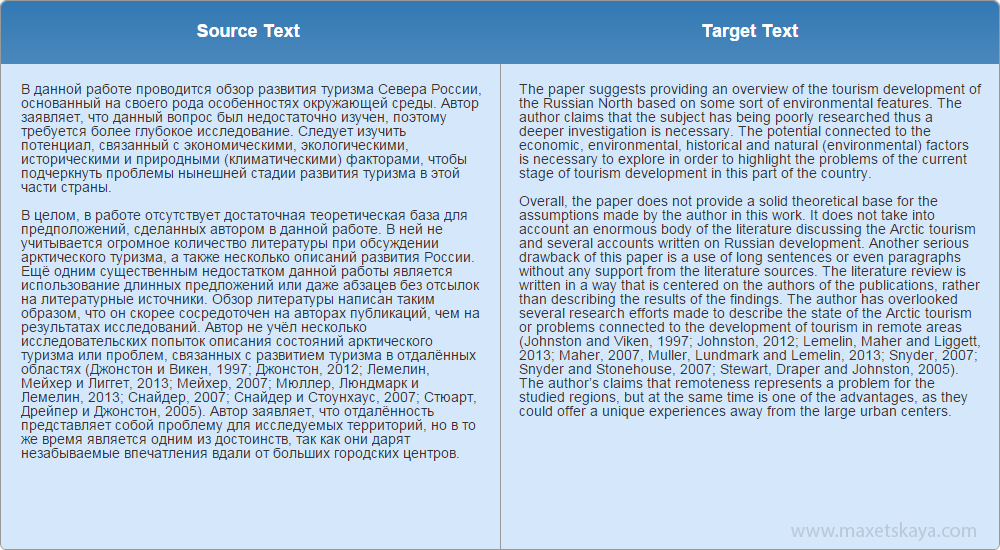 Source Text
Target Text
В данной работе проводится обзор развития туризма Севера России,
основанный на своего рода особенностях окружающей среды. Автор
заявляет, что данный вопрос был недостаточно изучен, поэтому
требуется более глубокое исследование. Следует изучить
потенциал, связанный с экономическими, экологическими,
историческими и природными (климатическими) факторами, чтобы
подчеркнуть проблемы нынешней стадии развития туризма в этой
части страны.
В целом, в работе отсутствует достаточная теоретическая база для
предположений, сделанных автором в данной работе. В ней не
учитывается огромное количество литературы при обсуждении
арктического туризма, а также несколько описаний развития России.
Ещё одним существенным недостатком данной работы является
использование длинных предложений или даже абзацев без отсылок
на литературные источники. Обзор литературы написан таким
образом, что он скорее сосредоточен на авторах публикаций, чем на
результатах исследований. Автор не учёл несколько
исследовательских попыток описания состояний арктического
туризма или проблем, связанных с развитием туризма в отдалённых
областях (Джонстон и Викен, 1997; Джонстон, 2012; Лемелин,
Мейхер и Лиггет, 2013; Мейхер, 2007; Мюллер, Люндмарк и
Лемелин, 2013; Снайдер, 2007; Снайдер и Стоунхаус, 2007; Стюарт,
Дрейпер и Джонстон, 2005). Автор заявляет, что отдалённость
представляет собой проблему для исследуемых территорий, но в то
же время является одним из достоинств, так как они дарят
незабываемые впечатления вдали от больших городских центров.
The paper suggests providing an overview of the tourism development of
the Russian North based on some sort of environmental features. The
author claims that the subject has being poorly researched thus a
deeper investigation is necessary. The potential connected to the
economic, environmental, historical and natural (environmental) factors
is necessary to explore in order to highlight the problems of the current
stage of tourism development in this part of the country.
Overall, the paper does not provide a solid theoretical base for the
assumptions made by the author in this work. It does not take into
account an enormous body of the literature discussing the Arctic tourism
and several accounts written on Russian development. Another serious
drawback of this paper is a use of long sentences or even paragraphs
without any support from the literature sources. The literature review is
written in a way that is centered on the authors of the publications, rather
than describing the results of the findings. The author has overlooked
several research efforts made to describe the state of the Arctic tourism
or problems connected to the development of tourism in remote areas
(Johnston and Viken, 1997; Johnston, 2012; Lemelin, Maher and Liggett,
2013; Maher, 2007, Muller, Lundmark and Lemelin, 2013; Snyder, 2007;
Snyder and Stonehouse, 2007; Stewart, Draper and Johnston, 2005).
The author's claims that remoteness represents a problem for the
studied regions, but at the same time is one of the advantages, as they
could offer a unique experiences away from the large urban centers.
www.maxetskaya.com